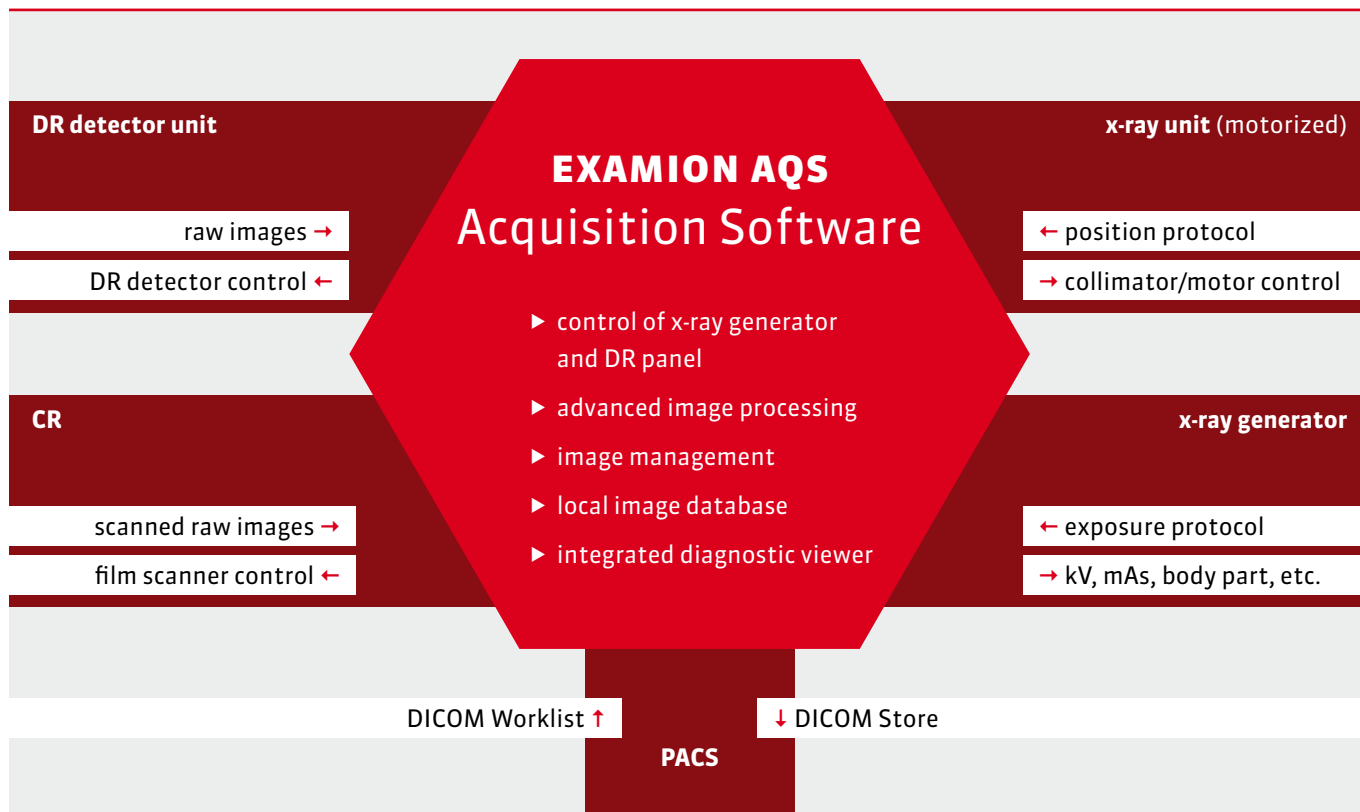 DR detector unit
raw images →
DR detector control ←
CR
scanned raw images →
film scanner control ←
EXAMION AQS
Acquisition Software
▶ control of x-ray generator
and DR panel
▶ advanced image processing
▶ image management
▶ local image database
▶ integrated diagnostic viewer
x-ray unit (motorized)
← position protocol
→ collimator/motor control
x-ray generator
← exposure protocol
→ kV, mAs, body part, etc.
DICOM Worklist ↑
↓ DICOM Store
PACS